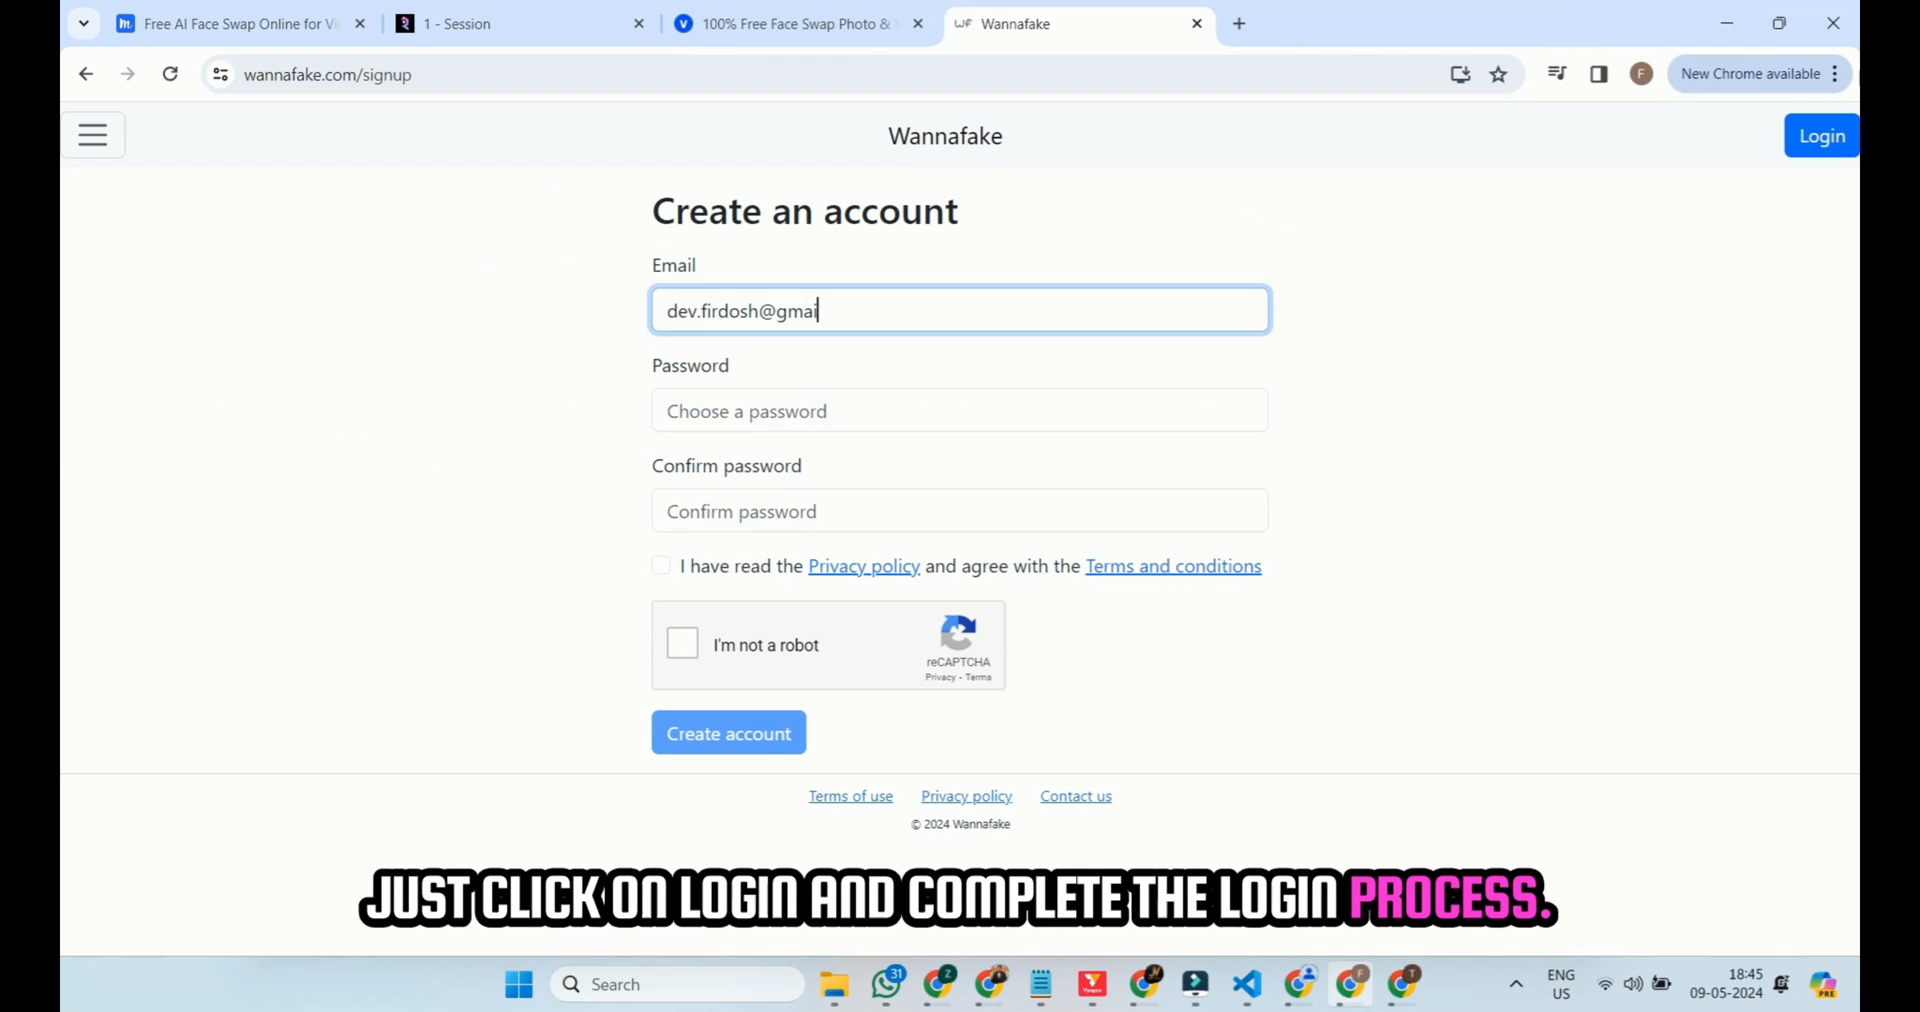 Free AI Face Swap Online for Vi
1 - Session
100% Free Face Swap Photo &
Wannafake
wannafake.com/signup
F
New Chrome available
Wannafake
Login
Create an account
Email
dev.firdosh@gmai
Password
Choose a password
Confirm password
Confirm password
I have read the Privacy policy and agree with the Terms and conditions
I'm not a robot
reCAPTCHA
Privacy - Terms
Create account
Terms of use Privacy policy Contact us
© 2024 Wannafake
JUST CLICK ON LOGIN AND COMPLETE THE LOGIN PROCESS.
Search
31
Z
F
T
ENG
US
18:45
09-05-2024
PRE